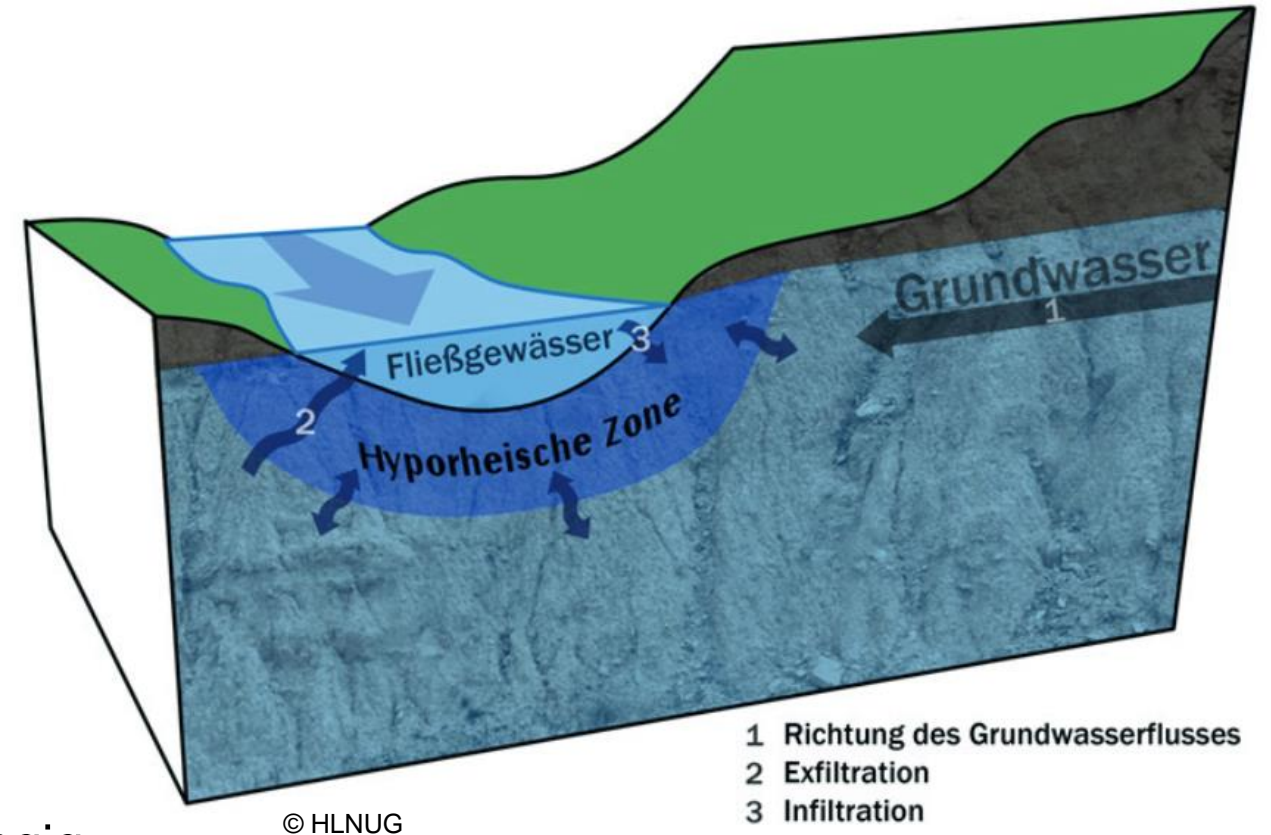 Grundwasser
1
3
Fließgewässer
2
Hyporheische Zone
1 Richtung des Grundwasserflusses
2 Exfiltration
3 Infiltration
© HLNUG